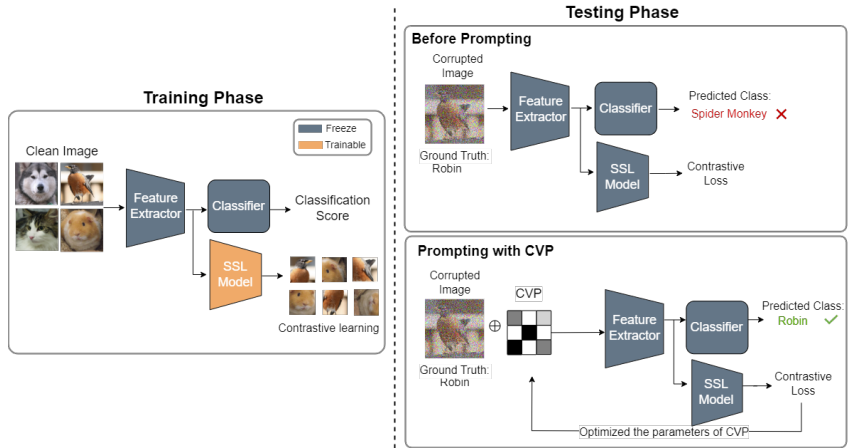 Training Phase
Freeze
Trainable
Clean Image
Feature
Extractor
Classifier
Classification
Score
SSL
Model
Contrastive learning
Testing Phase
Before Prompting
Corrupted
Image
Ground Truth:
Robin
Feature
Extractor
Classifier
Predicted Class:
Spider Monkey
SSL
Model
Contrastive
Loss
Prompting with CVP
Corrupted
Image
Ground Truth:
Robin
CVP
Feature
Extractor
Classifier
Predicted Class:
Robin
SSL
Model
Contrastive
Loss
Optimized the parameters of CVP